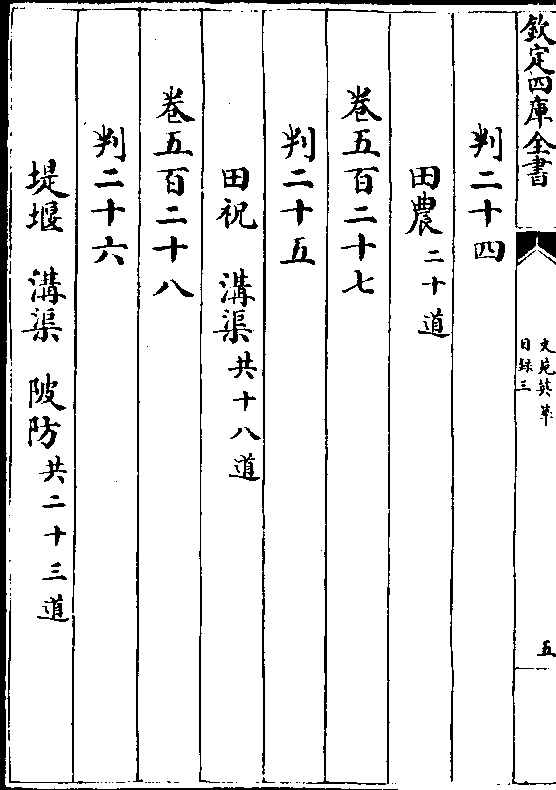 欽定四庫全書
文苑英華
目録三
五
判二十四
田農二十道
卷五百二十七
判二十五
田祝 溝渠共十八道
卷五百二十八
判二十六
堤堰 溝渠 陂防共二十三道